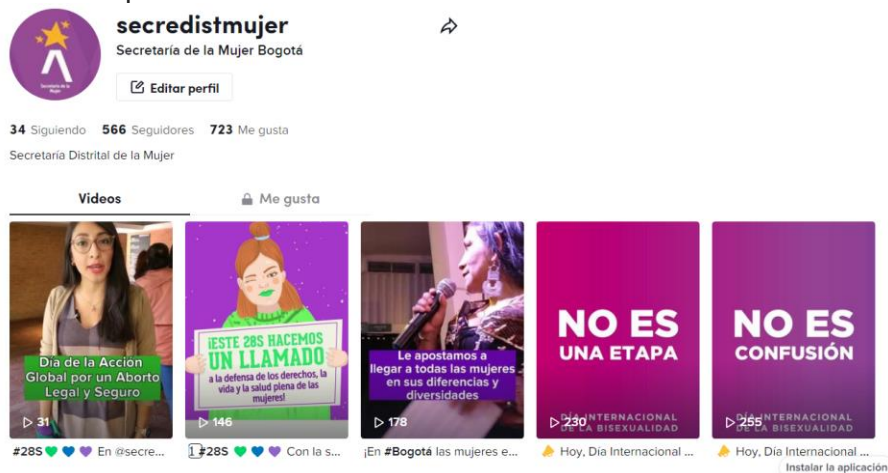 secredistmujer
Secretaría de la Mujer Bogotá
Editar perfil
34 Siguiendo 566 Seguidores 723 Me gusta
Secretaría Distrital de la Mujer
Videos Me gusta
Día de la Acción
Global por un Aborto
Legal y Seguro
31
#28S 💚 💙 💜 En @secre...
¡ESTE 28S HACEMOS
UN LLAMADO
a la defensa de los derechos, la
vida y la salud plena de las
mujeres!
146
1 #28S 💚 💙 💜 Con la s...
Le apostamos a
llegar a todas las mujeres
en sus diferencias y
diversidades
178
¡En #Bogotá las mujeres e...
NO ES
UNA ETAPA
DÍA INTERNACIONAL
DE LA BISEXUALIDAD
230
Hoy, Día Internacional ...
NO ES
CONFUSIÓN
DÍA INTERNACIONAL
DE LA BISEXUALIDAD
255
Hoy, Día Internacional ...
Instalar la aplicación